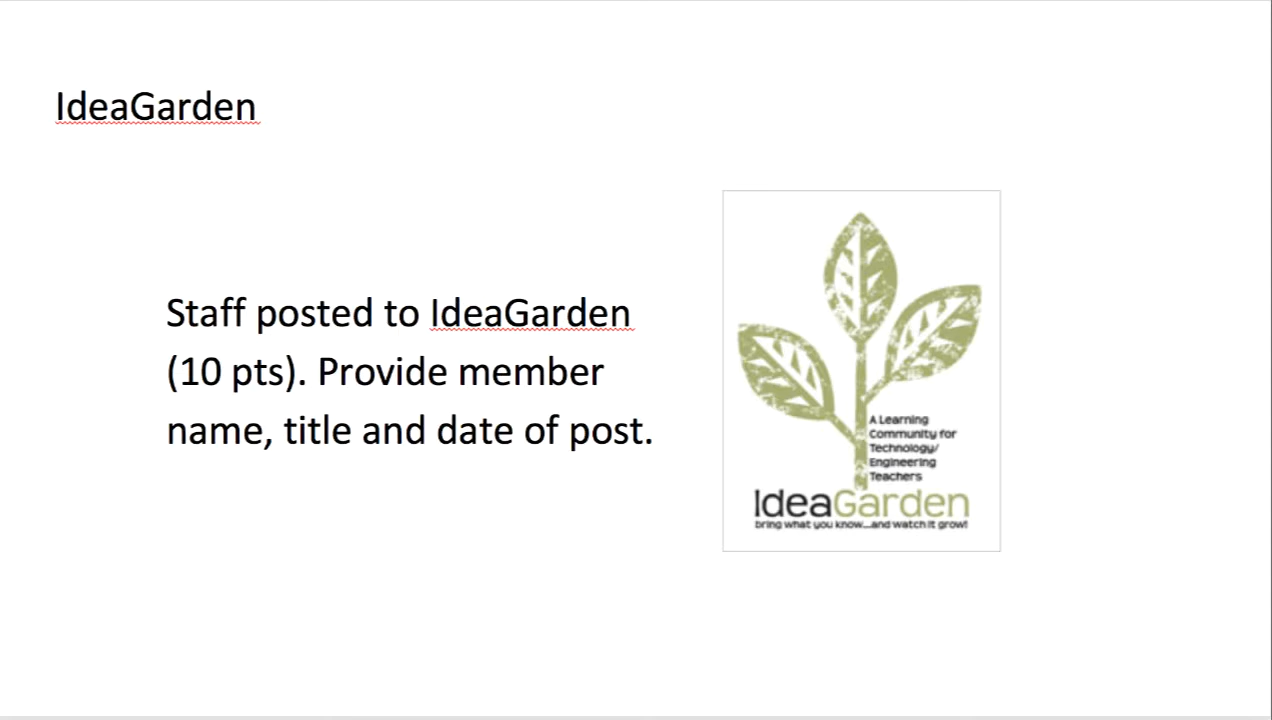 IdeaGarden
Staff posted to IdeaGarden
(10 pts). Provide member
name, title and date of post.
A Learning
Community for
Technology/
Engineering
Teachers
IdeaGarden
bring what you know...and watch it grow!